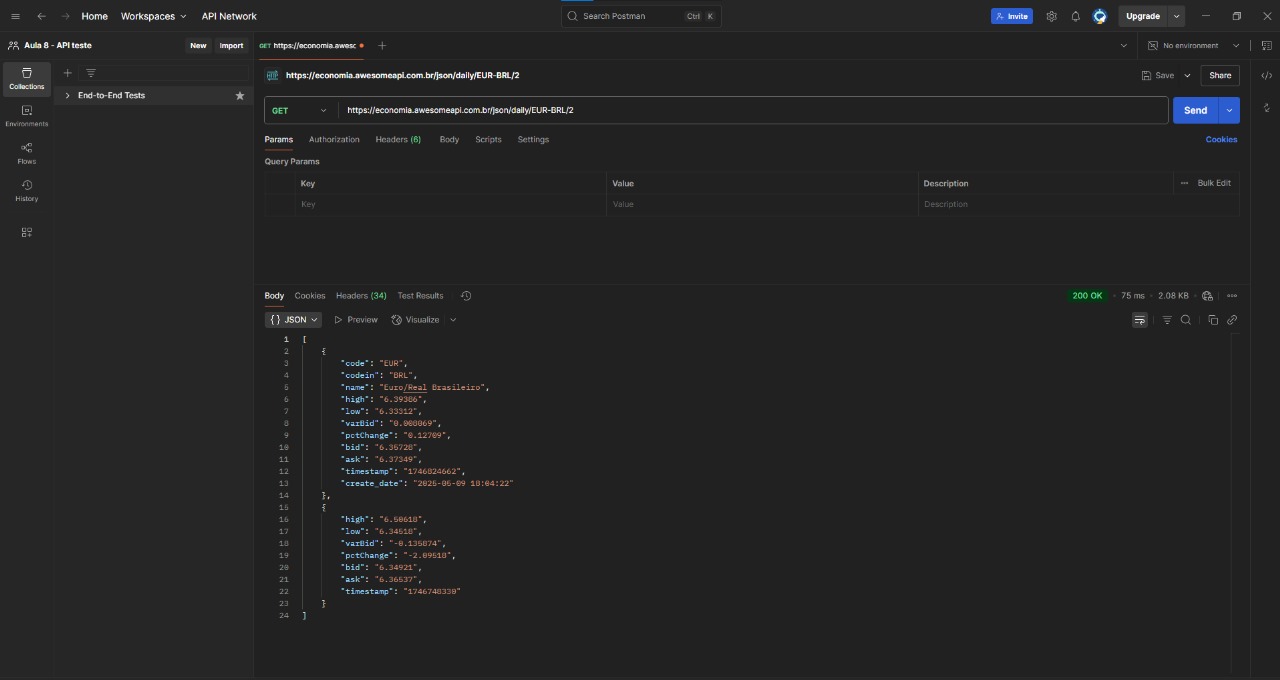 Home Workspaces API Network Search Postman Ctrl K Invite Upgrade
Aula 8 - API teste New Import GET https://economia.awesc No environment
Collections
Environments
Flows
History
End-to-End Tests
https://economia.awesomeapi.com.br/json/daily/EUR-BRL/2 Save Share
GET https://economia.awesomeapi.com.br/json/daily/EUR-BRL/2 Send
Params Authorization Headers (6) Body Scripts Settings Cookies
Query Params
Key Value Description Bulk Edit
Key Value Description
Body Cookies Headers (34) Test Results 200 OK 75 ms 2.08 KB
{} JSON Preview Visualize
1 [
2 {
3 "code": "EUR",
4 "codein": "BRL",
5 "name": "Euro/Real Brasileiro",
6 "high": "6.39386",
7 "low": "6.33312",
8 "varBid": "0.008069",
9 "pctChange": "0.12709",
10 "bid": "6.35728",
11 "ask": "6.37349",
12 "timestamp": "1746824662",
13 "create_date": "2025-05-09 18:04:22"
14 },
15 {
16 "high": "6.50618",
17 "low": "6.34518",
18 "varBid": "-0.135874",
19 "pctChange": "-2.09518",
20 "bid": "6.34921",
21 "ask": "6.36537",
22 "timestamp": "1746748330"
23 }
24 ]